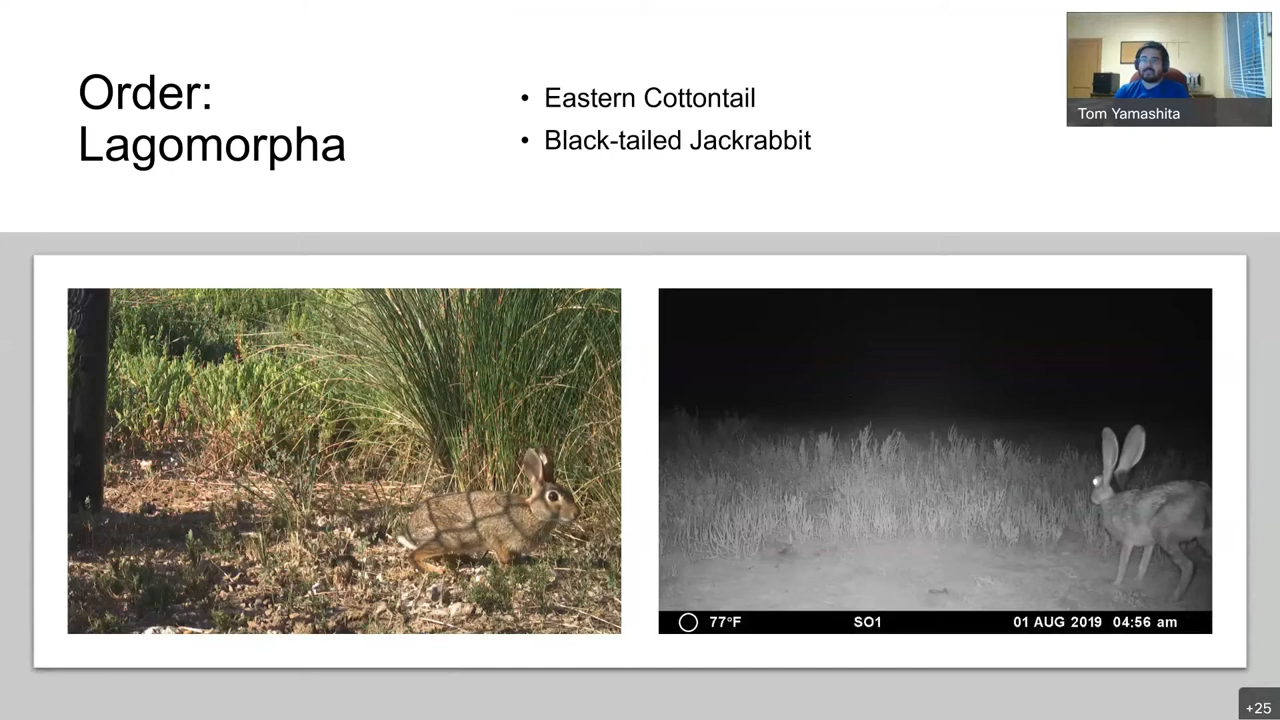 Order:
Lagomorpha
• Eastern Cottontail
• Black-tailed Jackrabbit
Tom Yamashita
77°F SO1 01 AUG 2019 04:56 am
+25